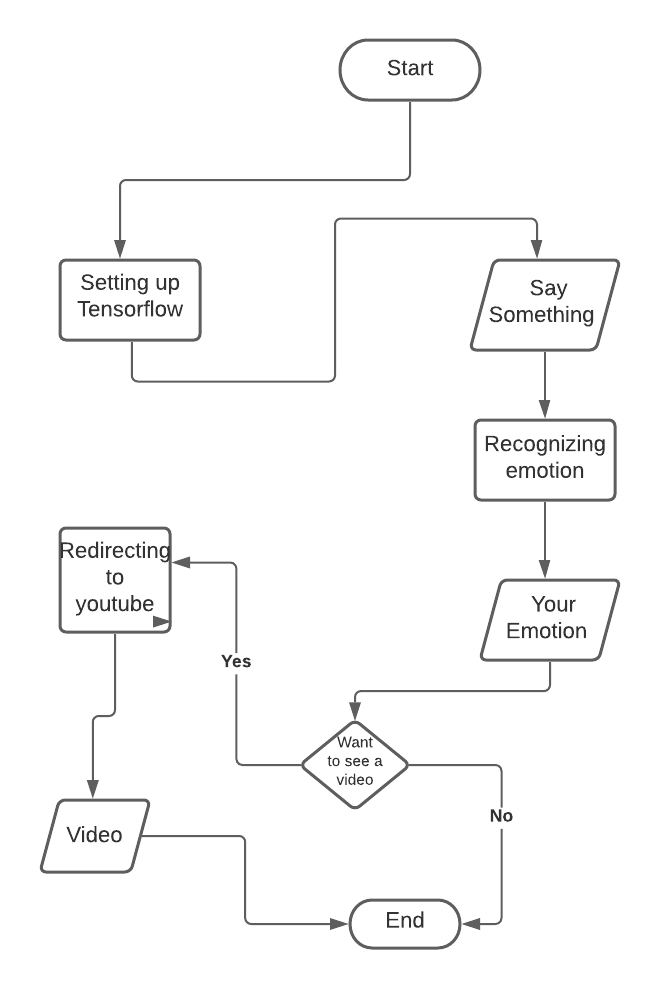 Start
Setting up
Tensorflow
Say
Something
Recognizing
emotion
Your
Emotion
Want
to see a
video
Yes
Redirecting
to
youtube
Video
No
End